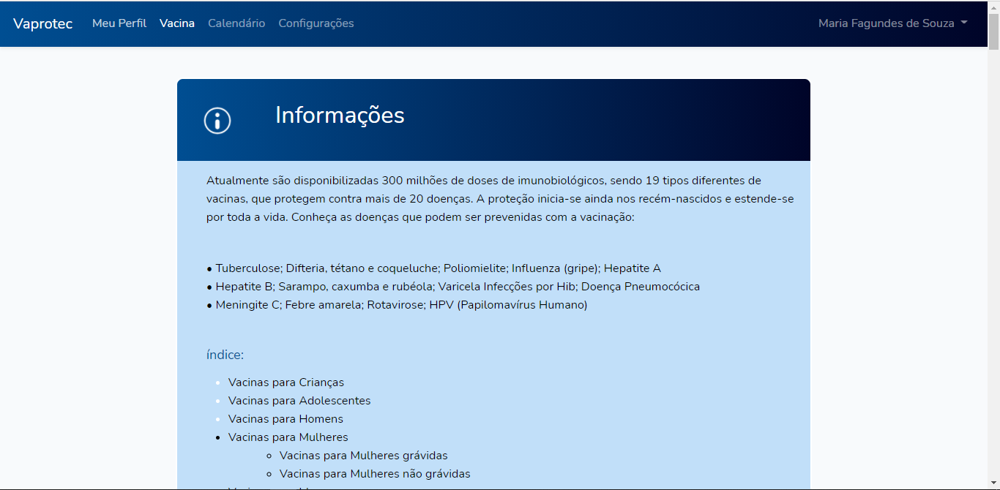 Vaprotec Meu Perfil Vacina Calendário Configurações Maria Fagundes de Souza
Informações
Atualmente são disponibilizadas 300 milhões de doses de imunobiológicos, sendo 19 tipos diferentes de
vacinas, que protegem contra mais de 20 doenças. A proteção inicia-se ainda nos recém-nascidos e estende-se
por toda a vida. Conheça as doenças que podem ser prevenidas com a vacinação:
• Tuberculose; Difteria, tétano e coqueluche; Poliomielite; Influenza (gripe); Hepatite A
• Hepatite B; Sarampo, caxumba e rubéola; Varicela Infecções por Hib; Doença Pneumocócica
• Meningite C; Febre amarela; Rotavirose; HPV (Papilomavírus Humano)
índice:
• Vacinas para Crianças
• Vacinas para Adolescentes
• Vacinas para Homens
• Vacinas para Mulheres
◦ Vacinas para Mulheres grávidas
◦ Vacinas para Mulheres não grávidas